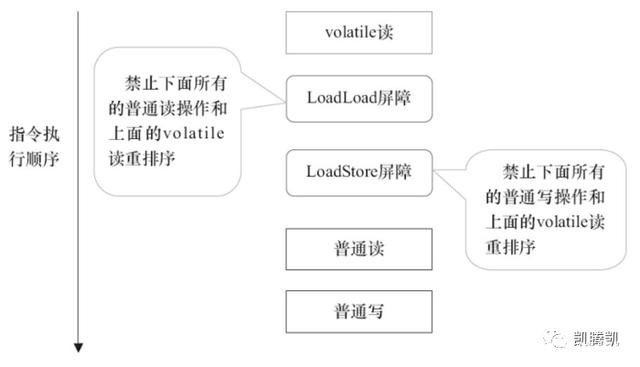 volatile读
禁止下面所有
的普通读操作和
上面的volatile
读重排序
LoadLoad屏障
指令执
行顺序
LoadStore屏障
禁止下面所有
的普通写操作和
上面的volatile读
重排序
普通读
普通写
凯腾凯